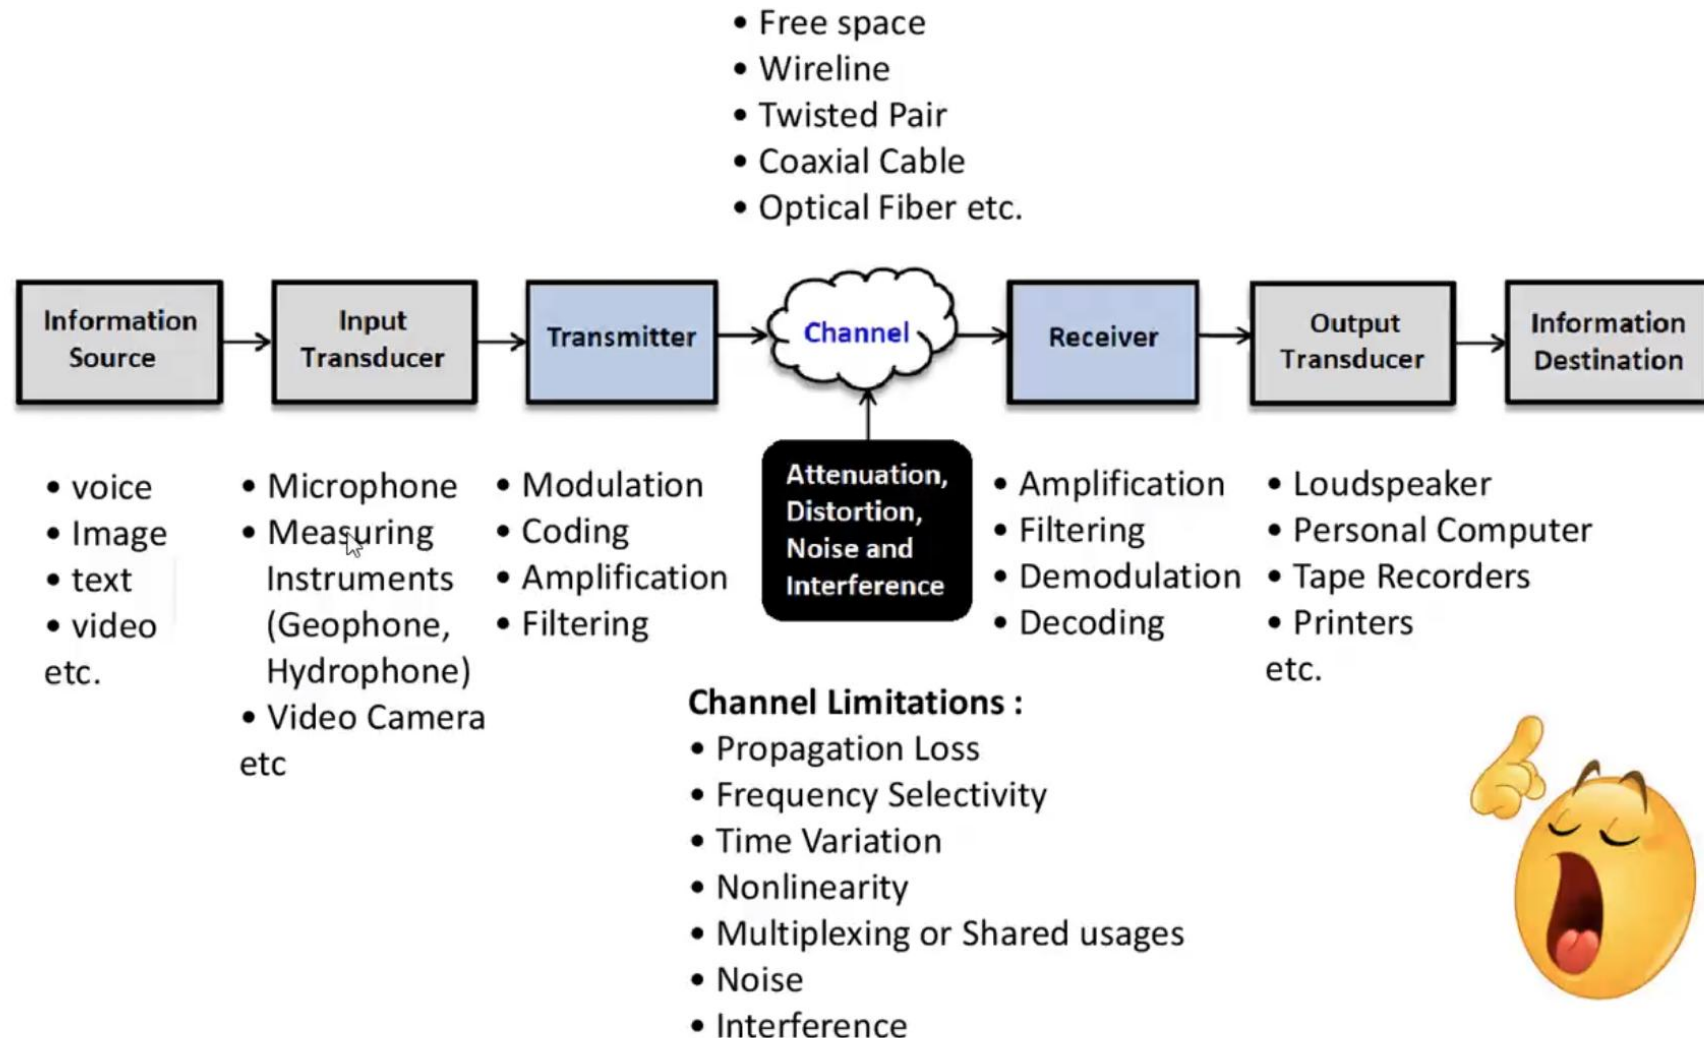 • Free space
• Wireline
• Twisted Pair
• Coaxial Cable
• Optical Fiber etc.
Information
Source
Input
Transducer
Transmitter
Channel
Receiver
Output
Transducer
Information
Destination
• voice
• Image
• text
• video
etc.
• Microphone
• Measuring
Instruments
(Geophone,
Hydrophone)
• Video Camera
etc
• Modulation
• Coding
• Amplification
• Filtering
Attenuation,
Distortion,
Noise and
Interference
• Amplification
• Filtering
• Demodulation
• Decoding
• Loudspeaker
• Personal Computer
• Tape Recorders
• Printers
etc.
Channel Limitations :
• Propagation Loss
• Frequency Selectivity
• Time Variation
• Nonlinearity
• Multiplexing or Shared usages
• Noise
• Interference